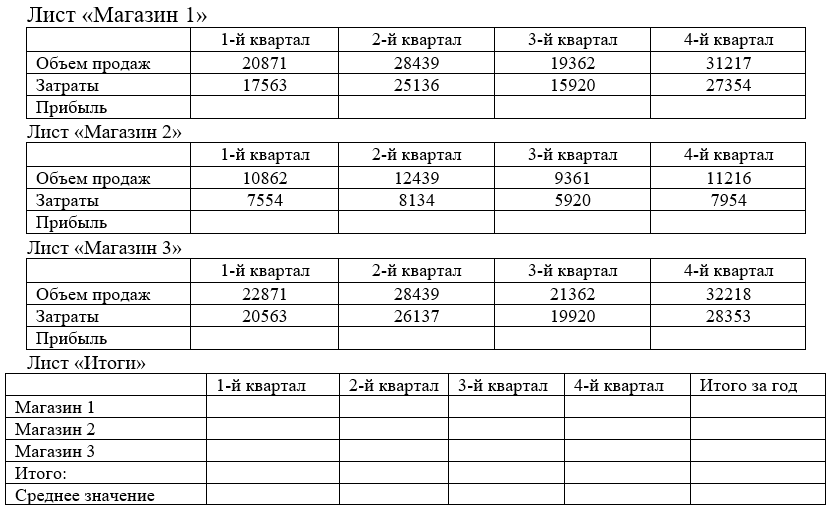 Лист «Магазин 1»
1-й квартал 2-й квартал 3-й квартал 4-й квартал
Объем продаж 20871 28439 19362 31217
Затраты 17563 25136 15920 27354
Прибыль
Лист «Магазин 2»
1-й квартал 2-й квартал 3-й квартал 4-й квартал
Объем продаж 10862 12439 9361 11216
Затраты 7554 8134 5920 7954
Прибыль
Лист «Магазин 3»
1-й квартал 2-й квартал 3-й квартал 4-й квартал
Объем продаж 22871 28439 21362 32218
Затраты 20563 26137 19920 28353
Прибыль
Лист «Итоги»
1-й квартал 2-й квартал 3-й квартал 4-й квартал Итого за год
Магазин 1
Магазин 2
Магазин 3
Итого:
Среднее значение